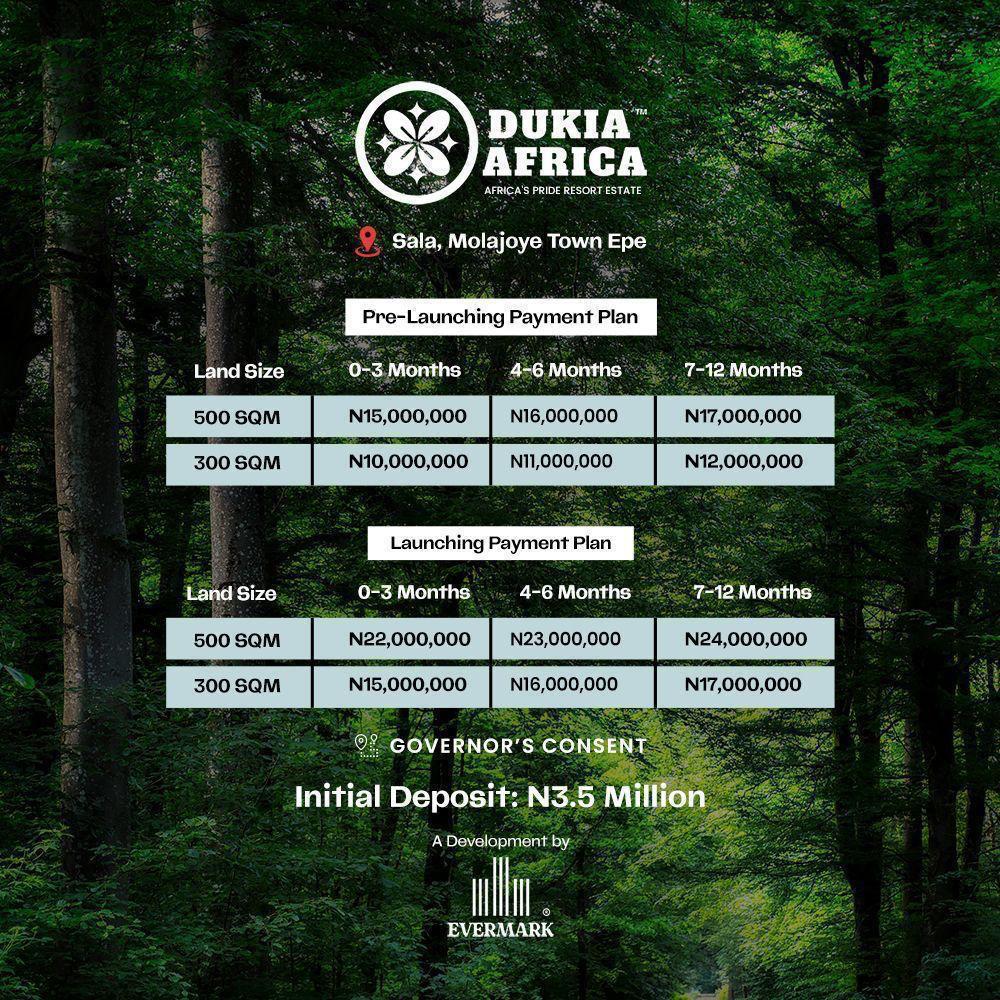 DUKIA™
AFRICA
AFRICA'S PRIDE RESORT ESTATE
Sala, Molajoye Town Epe
Pre-Launching Payment Plan
Land Size 0-3 Months 4-6 Months 7-12 Months
500 SQM N15,000,000 N16,000,000 N17,000,000
300 SQM N10,000,000 N11,000,000 N12,000,000
Launching Payment Plan
Land Size 0-3 Months 4-6 Months 7-12 Months
500 SQM N22,000,000 N23,000,000 N24,000,000
300 SQM N15,000,000 N16,000,000 N17,000,000
GOVERNOR'S CONSENT
Initial Deposit: N3.5 Million
A Development by
EVERMARK®